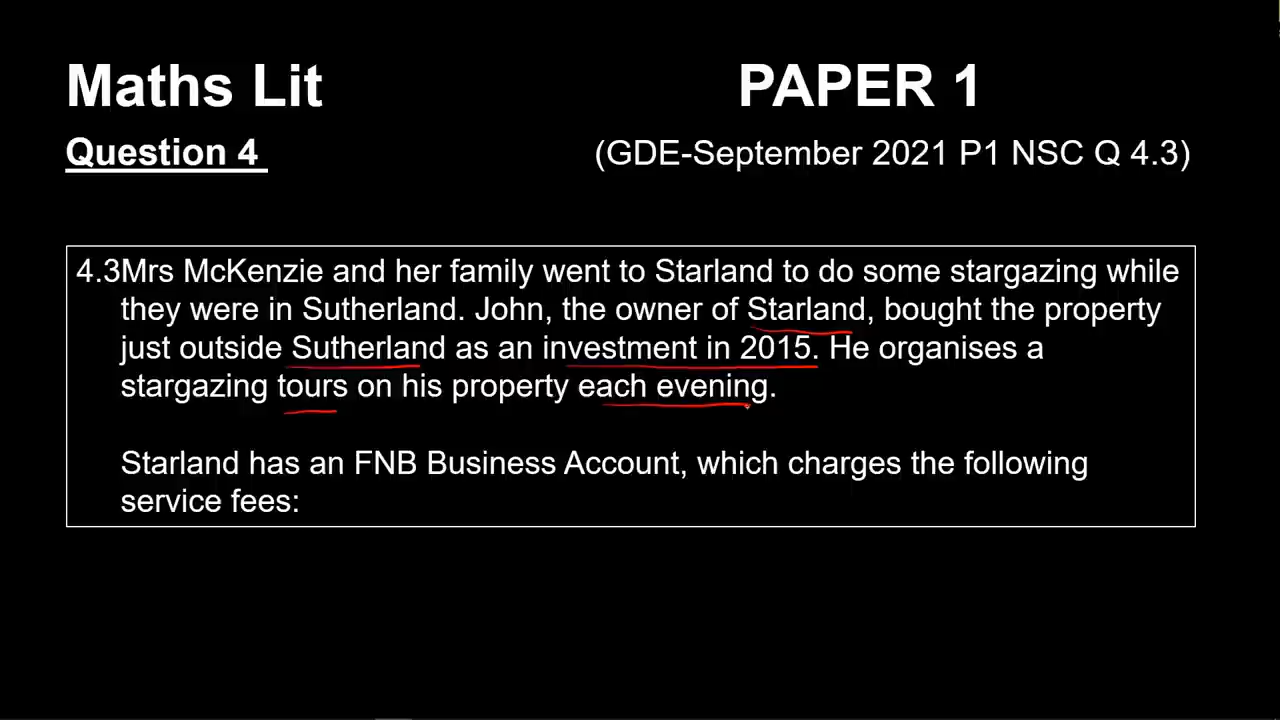 Maths Lit
PAPER 1
Question 4
(GDE-September 2021 P1 NSC Q 4.3)
4.3Mrs McKenzie and her family went to Starland to do some stargazing while
they were in Sutherland. John, the owner of Starland, bought the property
just outside Sutherland as an investment in 2015. He organises a
stargazing tours on his property each evening.
Starland has an FNB Business Account, which charges the following
service fees: